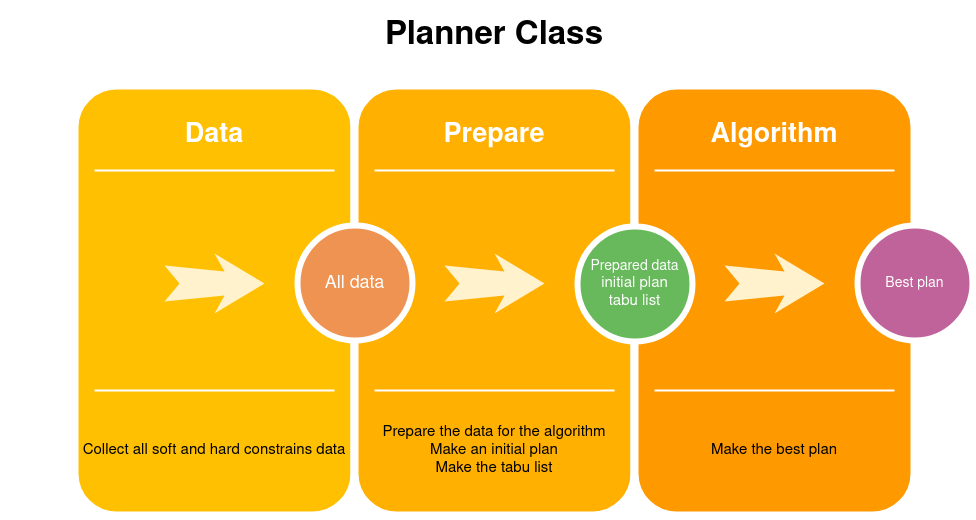 Planner Class
Data
Prepare
Algorithm
All data
Prepared data
initial plan
tabu list
Best plan
Collect all soft and hard constrains data
Prepare the data for the algorithm
Make an initial plan
Make the tabu list
Make the best plan